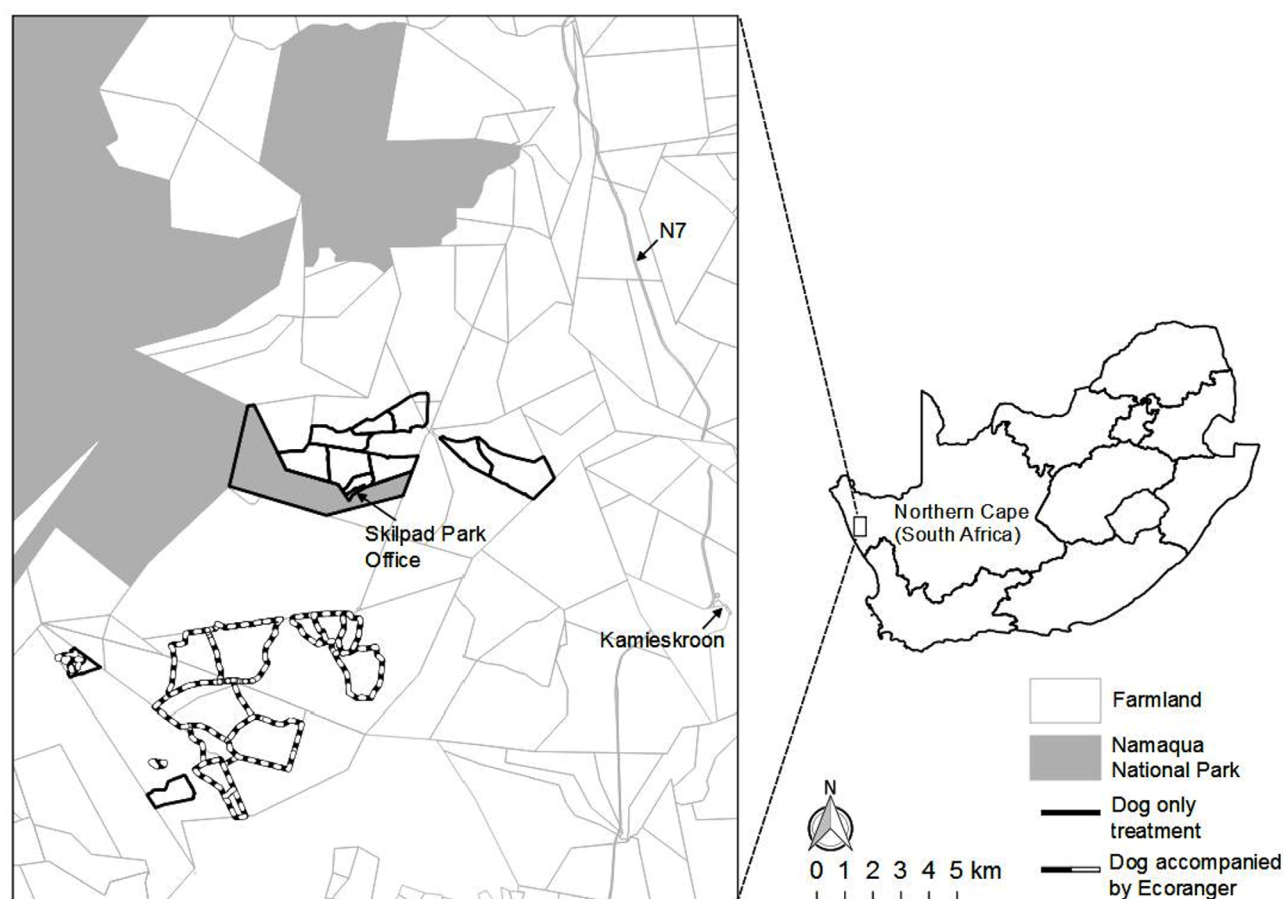 N7
Skilpad Park
Office
Kamieskroon
Northern Cape
(South Africa)
Farmland
Namaqua
National Park
Dog only
treatment
Dog accompanied
by Ecoranger
N
0 1 2 3 4 5 km